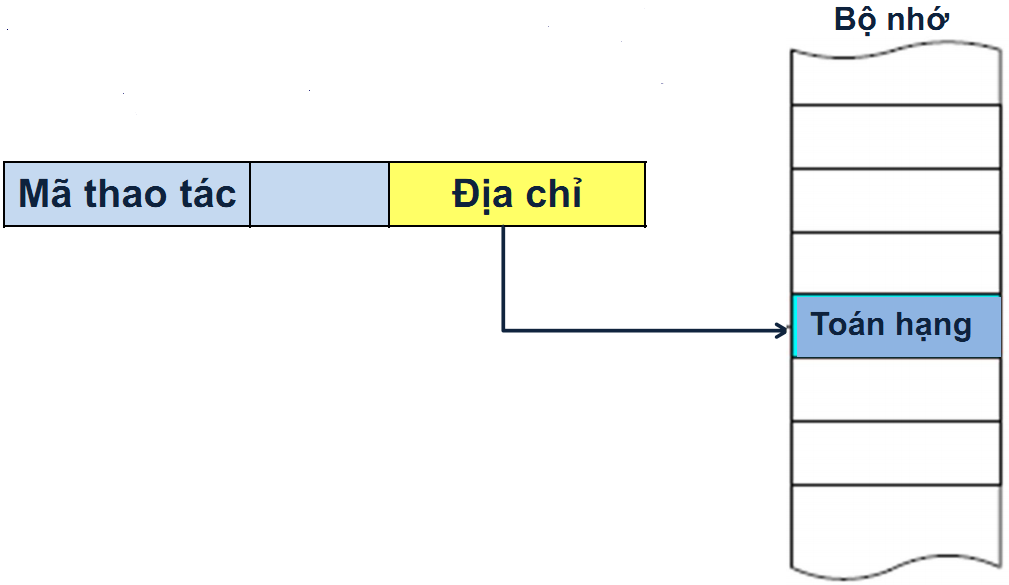 Bộ nhớ
Mã thao tác
Địa chỉ
Toán hạng